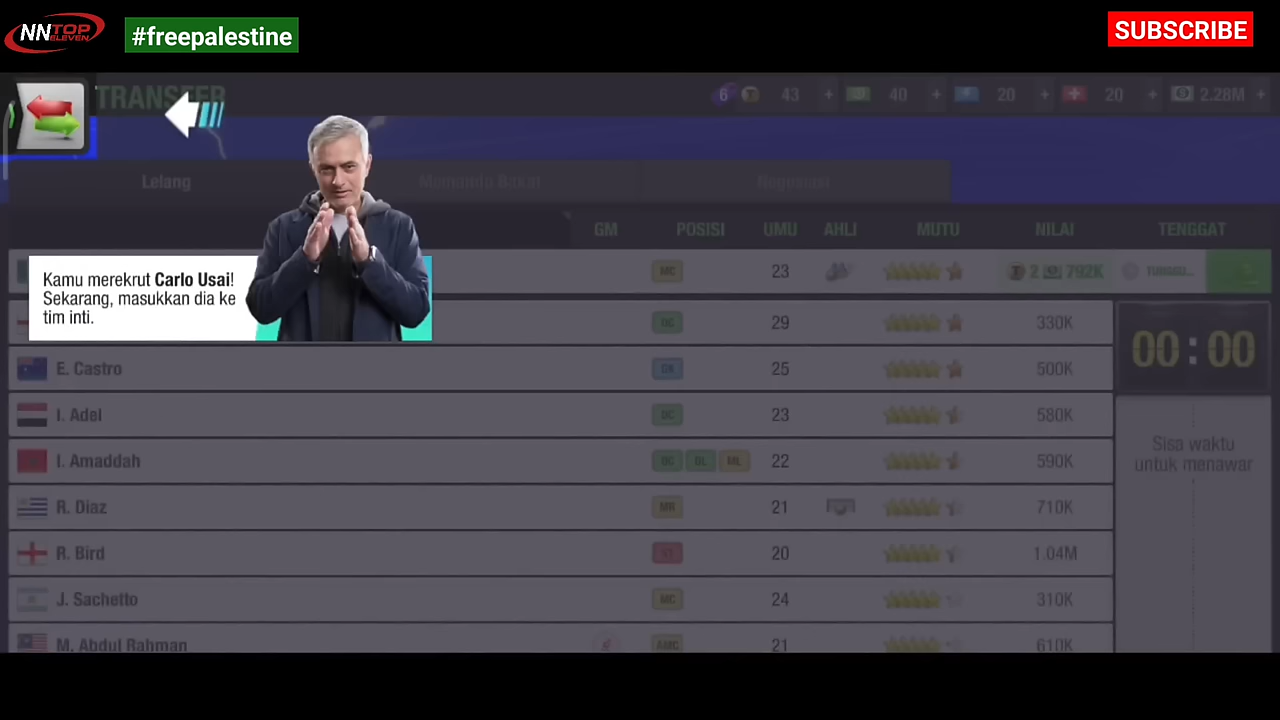 NNTOP ELEVEN
#freepalestine
SUBSCRIBE
TRANSFER
6 43 + 40 + 20 + 20 + 2.28M +
Lelang
GM POSISI UMU AHLI MUTU NILAI TENGGAT
MC 23 2 792K
Kamu merekrut Carlo Usai!
Sekarang, masukkan dia ke
tim inti.
DC 29 330K
00:00
E. Castro GK 25 500K
I. Adel DC 23 580K
Sisa waktu
untuk menawar
I. Amaddah DC DL ML 22 590K
R. Diaz MR 21 710K
R. Bird ST 20 1.04M
J. Sachetto MC 24 310K
M. Abdul Rahman AMC 21 610K